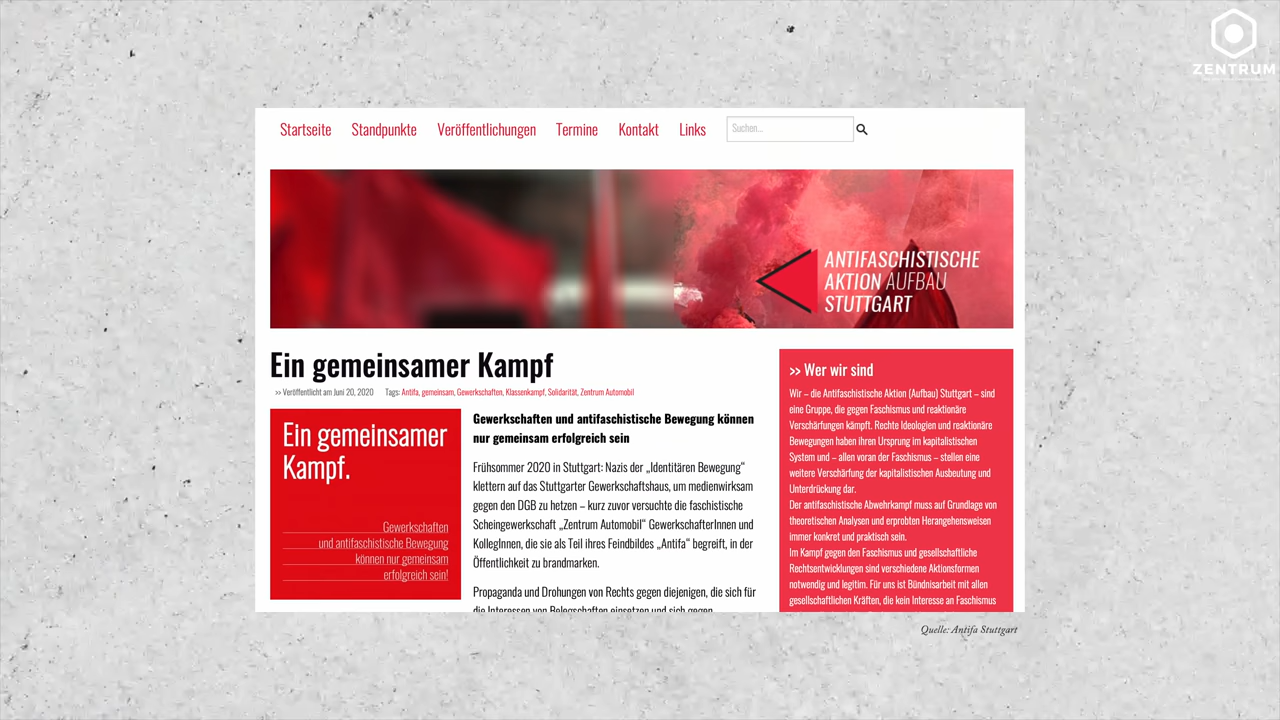 ZENTRUM
Startseite Standpunkte Veröffentlichungen Termine Kontakt Links Suchen...
ANTIFASCHISTISCHE
AKTION AUFBAU
STUTTGART
Ein gemeinsamer Kampf
>> Veröffentlicht am Juni 20, 2020 Tags: Antifa, gemeinsam, Gewerkschaften, Klassenkampf, Solidarität, Zentrum Automobil
Ein gemeinsamer
Kampf.
Gewerkschaften
und antifaschistische Bewegung
können nur gemeinsam
erfolgreich sein!
Gewerkschaften und antifaschistische Bewegung können
nur gemeinsam erfolgreich sein
Frühsommer 2020 in Stuttgart: Nazis der „Identitären Bewegung“
klettern auf das Stuttgarter Gewerkschaftshaus, um medienwirksam
gegen den DGB zu hetzen – kurz zuvor versuchte die faschistische
Scheingewerkschaft „Zentrum Automobil“ GewerkschafterInnen und
KollegInnen, die sie als Teil ihres Feindbildes „Antifa“ begreift, in der
Öffentlichkeit zu brandmarken.
Propaganda und Drohungen von Rechts gegen diejenigen, die sich für
die Interessen von Belegschaften einsetzen und sich gegen
>> Wer wir sind
Wir – die Antifaschistische Aktion (Aufbau) Stuttgart – sind
eine Gruppe, die gegen Faschismus und reaktionäre
Verschärfungen kämpft. Rechte Ideologien und reaktionäre
Bewegungen haben ihren Ursprung im kapitalistischen
System und – allen voran der Faschismus – stellen eine
weitere Verschärfung der kapitalistischen Ausbeutung und
Unterdrückung dar.
Der antifaschistische Abwehrkampf muss auf Grundlage von
theoretischen Analysen und erprobten Herangehensweisen
immer konkret und praktisch sein.
Im Kampf gegen den Faschismus und gesellschaftliche
Rechtsentwicklungen sind verschiedene Aktionsformen
notwendig und legitim. Für uns ist Bündnisarbeit mit allen
gesellschaftlichen Kräften, die kein Interesse an Faschismus
Quelle: Antifa Stuttgart